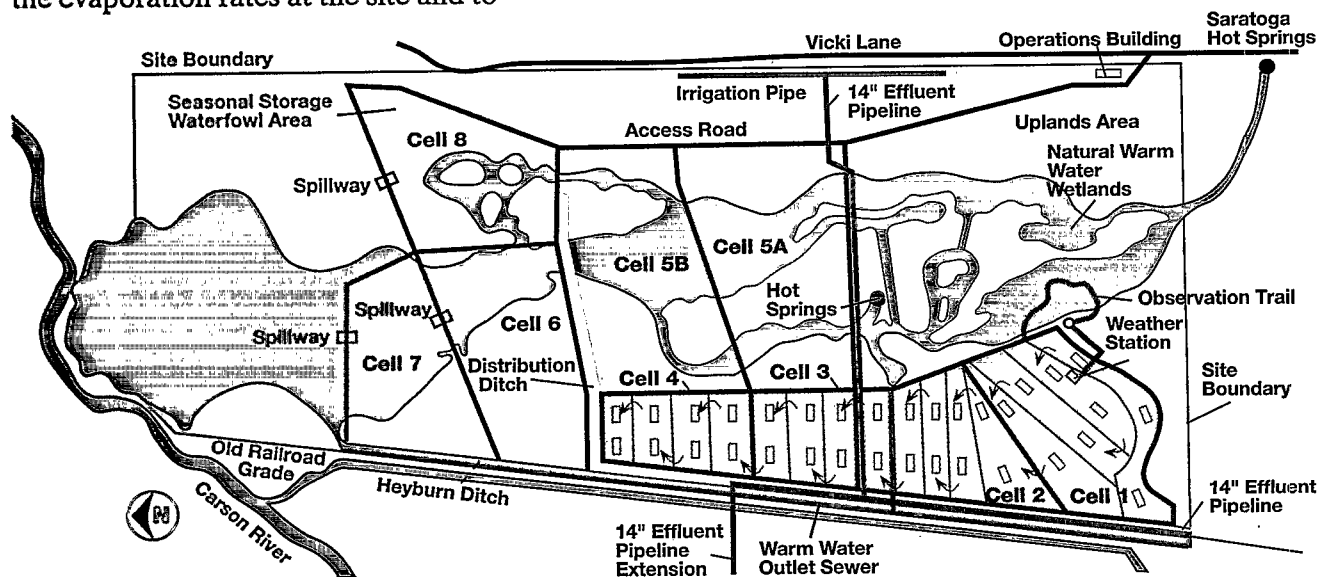 the evaporation rates at the site and to
Saratoga
Hot Springs
Vicki Lane
Operations Building
Site Boundary
Irrigation Pipe
14" Effluent
Pipeline
Seasonal Storage
Waterfowl Area
Access Road
Uplands Area
Cell 8
Natural Warm
Water
Wetlands
Spillway
Cell 5A
Cell 5B
Hot
Springs
Observation Trail
Spillway
Cell 6
Weather
Station
Spillway
Cell 7
Distribution
Ditch
Cell 4
Cell 3
Site
Boundary
Old Railroad
Grade
Heyburn Ditch
Cell 2
Cell 1
14" Effluent
Pipeline
N
Carson River
14" Effluent
Pipeline
Extension
Warm Water
Outlet Sewer